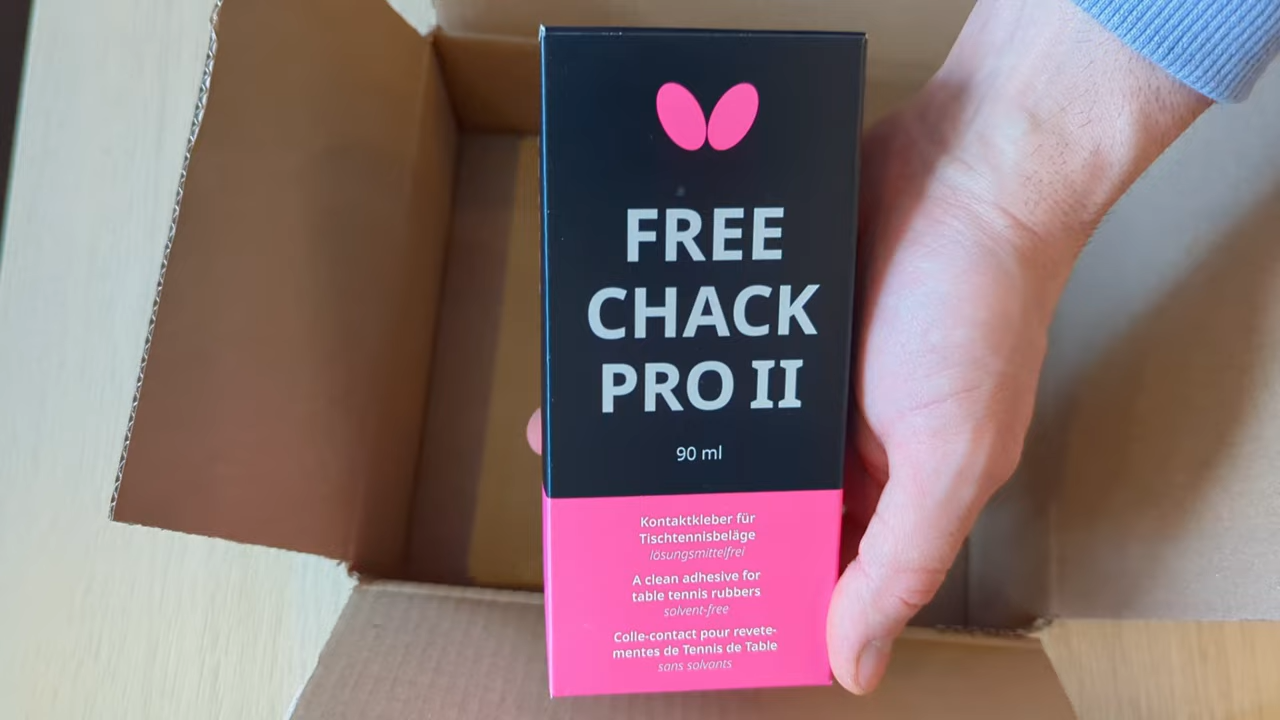 FREE
CHACK
PRO II
90 ml
Kontaktkleber für
Tischtennisbeläge
lösungsmittelfrei
A clean adhesive for
table tennis rubbers
solvent-free
Colle-contact pour revete-
mentes de Tennis de Table
sans solvants